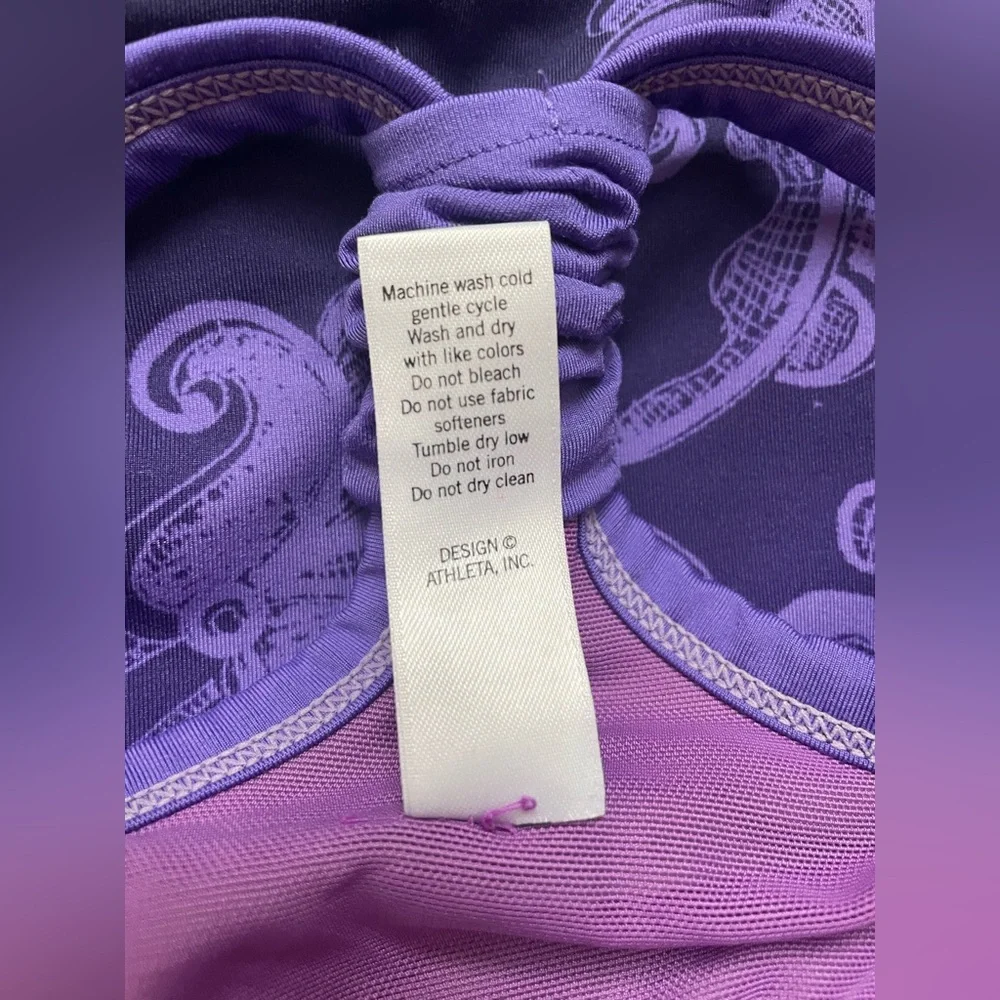 Machine wash cold
gentle cycle
Wash and dry
with like colors
Do not bleach
Do not use fabric
softeners
Tumble dry low
Do not iron
Do not dry clean
DESIGN ©
ATHLETA, INC.